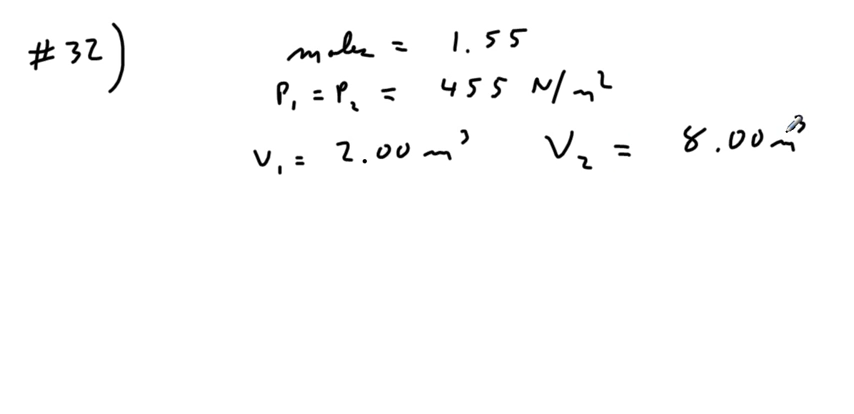 #32) moles = 1.55
P₁ = P₂ = 455 N/m²
V₁ = 2.00 m³ V₂ = 8.00 m³